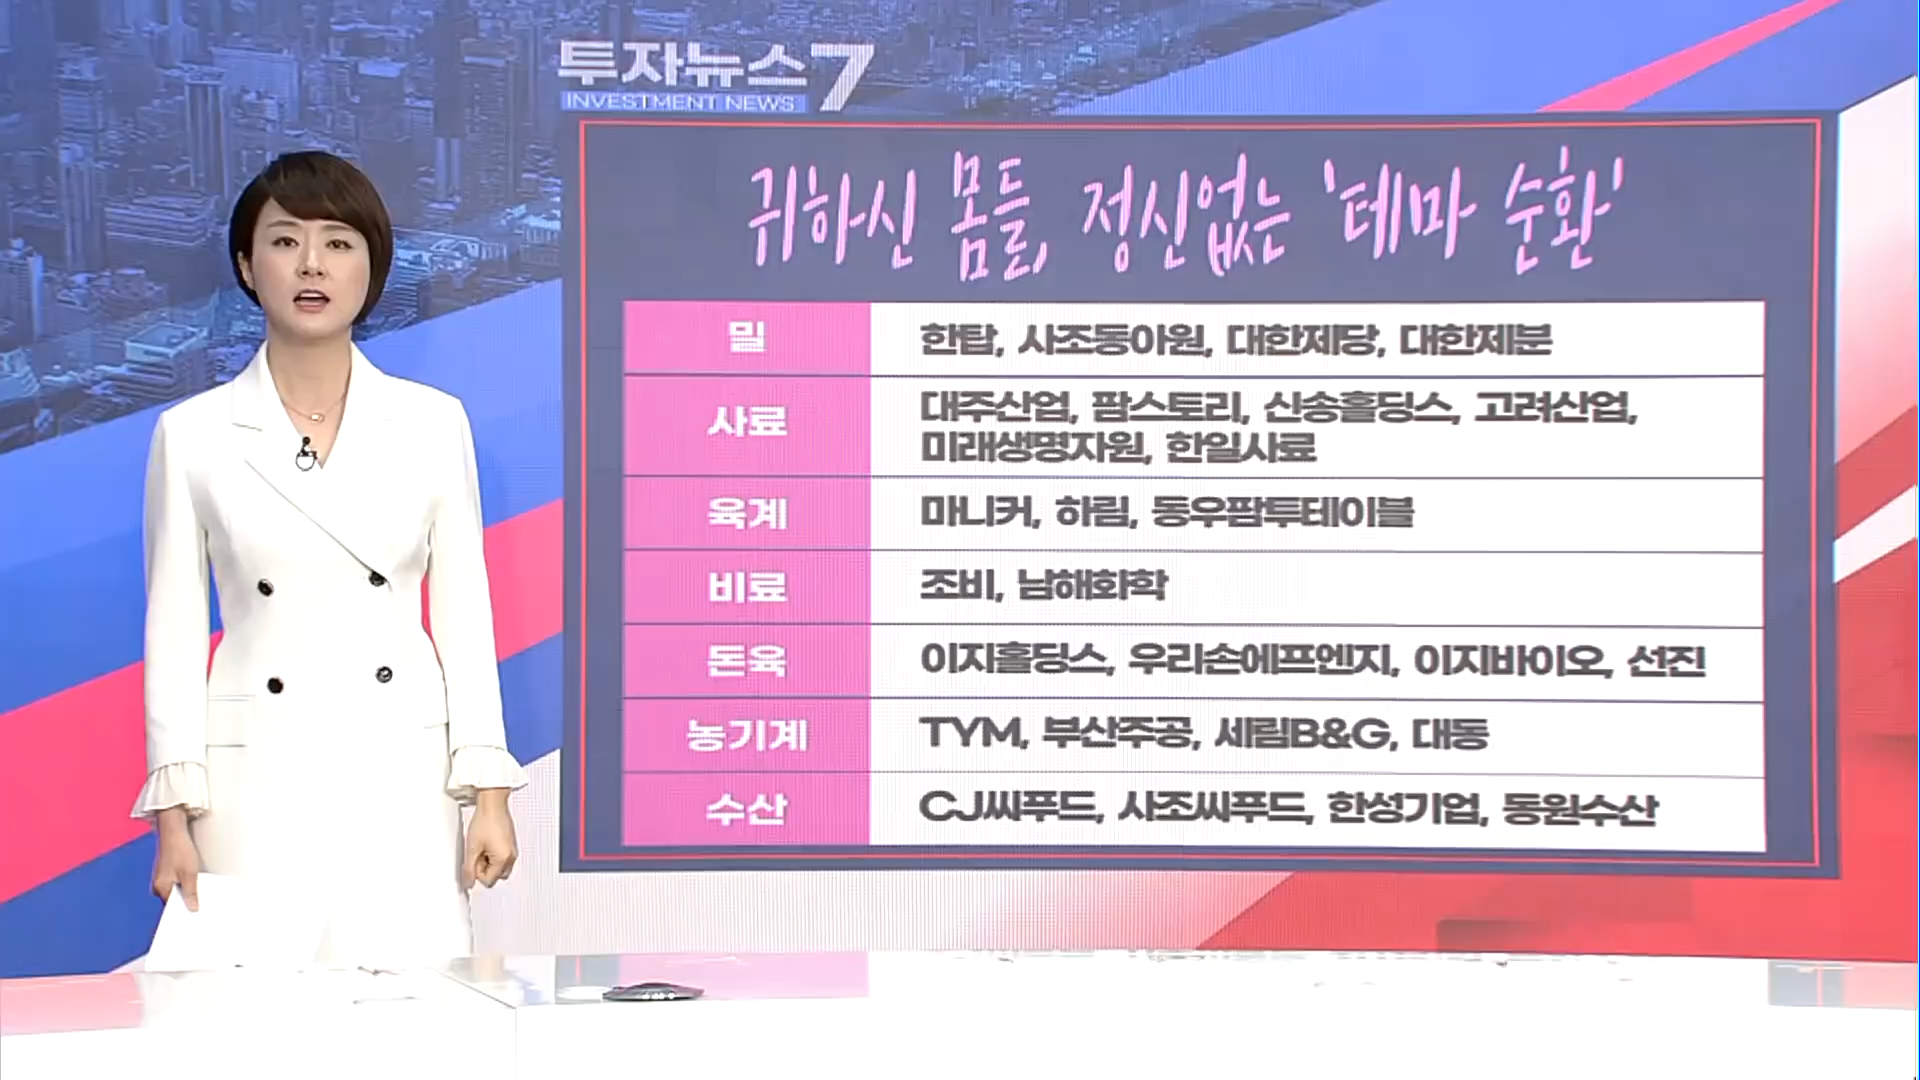 투자뉴스7
INVESTMENT NEWS
귀하신 몸들, 정신없는 '테마 순환'
밀
한탑, 사조동아원, 대한제당, 대한제분
사료
대주산업, 팜스토리, 신송홀딩스, 고려산업,
미래생명자원, 한일사료
육계
마니커, 하림, 동우팜투테이블
비료
조비, 남해화학
돈육
이지홀딩스, 우리손에프엔지, 이지바이오, 선진
농기계
TYM, 부산주공, 세림B&G, 대동
수산
CJ씨푸드, 사조씨푸드, 한성기업, 동원수산